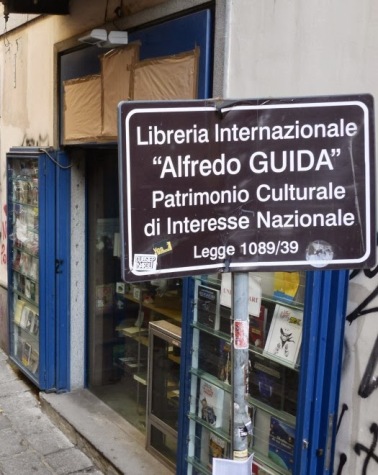 Libreria Internazionale
“Alfredo GUIDA”
Patrimonio Culturale
di Interesse Nazionale
Legge 1089/39